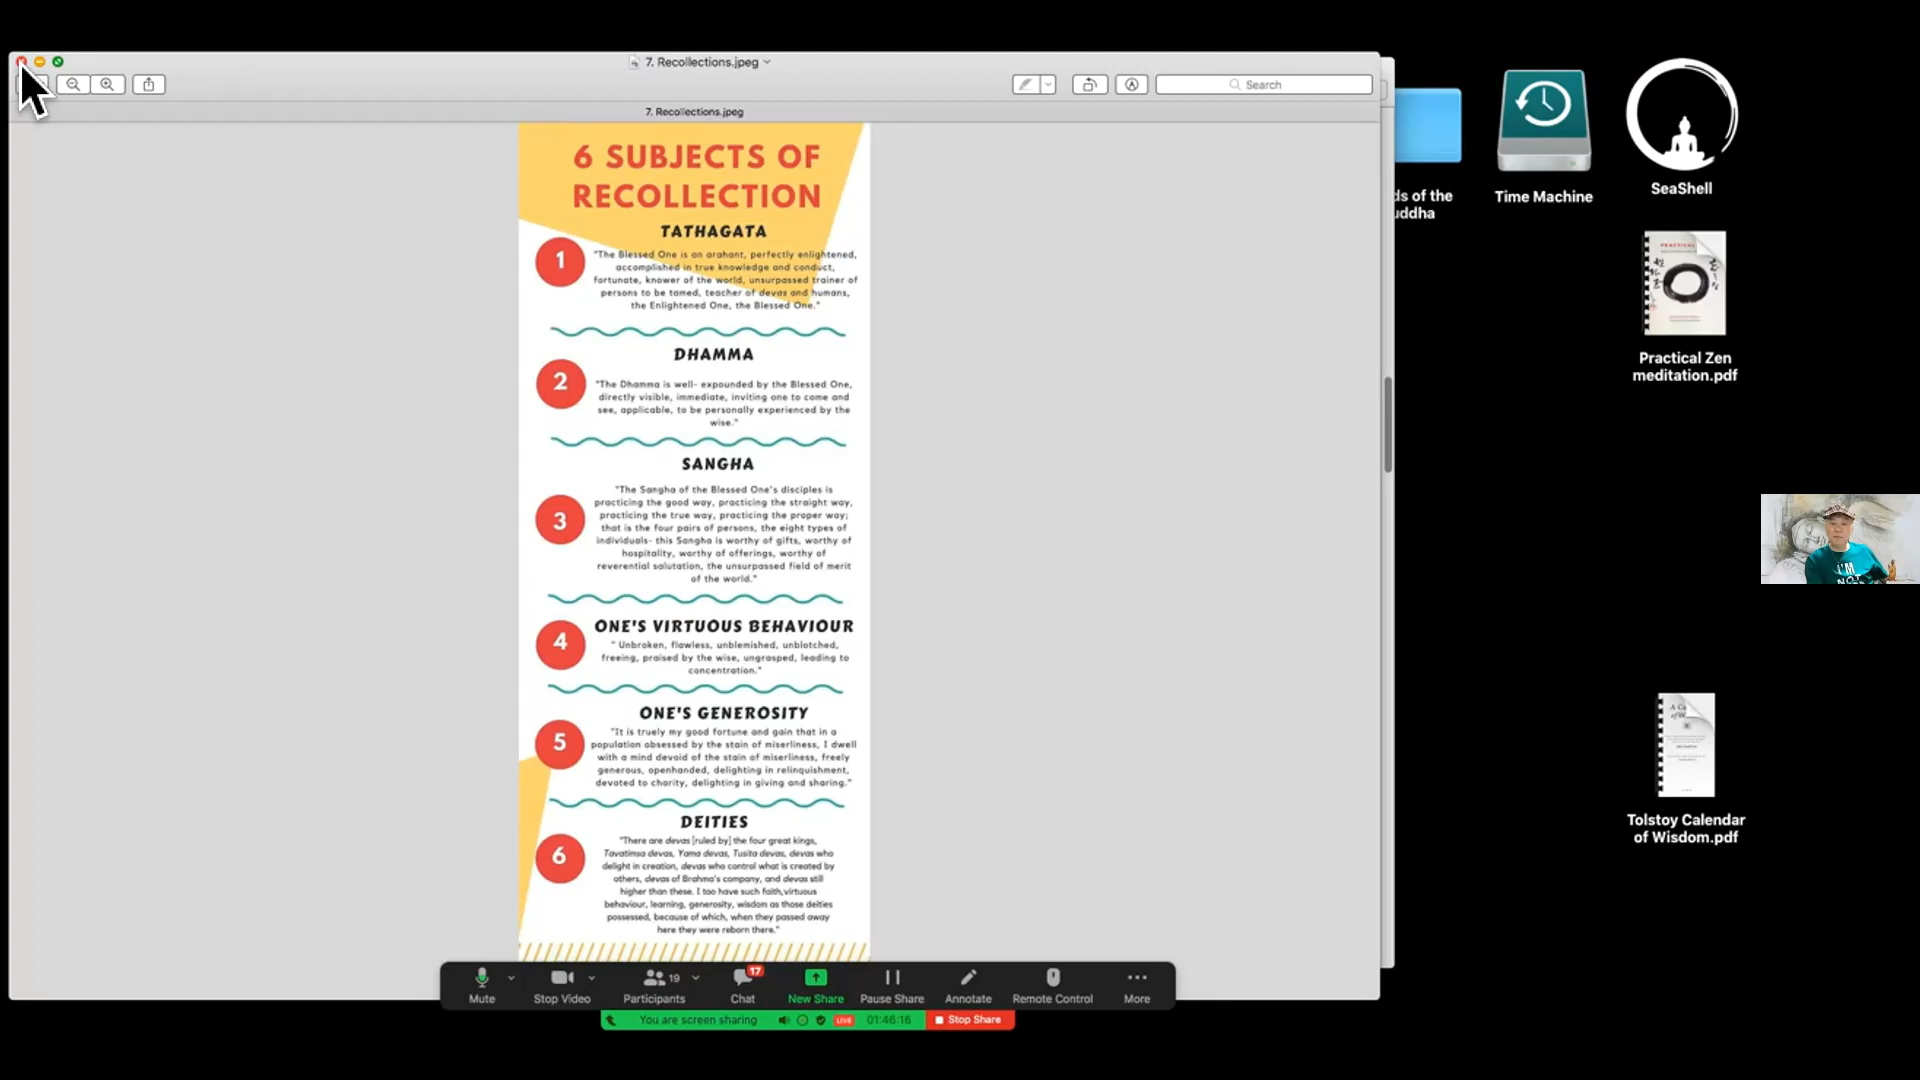 7. Recollections.jpeg
Search
7. Recollections.jpeg
6 SUBJECTS OF
RECOLLECTION
TATHAGATA
1
"The Blessed One is an arahant, perfectly enlightened,
accomplished in true knowledge and conduct,
fortunate, knower of the world, unsurpassed trainer of
persons to be tamed, teacher of devas and humans,
the Enlightened One, the Blessed One."
DHAMMA
2
"The Dhamma is well- expounded by the Blessed One,
directly visible, immediate, inviting one to come and
see, applicable, to be personally experienced by the
wise."
SANGHA
3
"The Sangha of the Blessed One's disciples is
practicing the good way, practicing the straight way,
practicing the true way, practicing the proper way;
that is the four pairs of persons, the eight types of
individuals- this Sangha is worthy of gifts, worthy of
hospitality, worthy of offerings, worthy of
reverential salutation, the unsurpassed field of merit
of the world."
ONE'S VIRTUOUS BEHAVIOUR
4
" Unbroken, flawless, unblemished, unblotched,
freeing, praised by the wise, ungrasped, leading to
concentration."
ONE'S GENEROSITY
5
"It is truely my good fortune and gain that in a
population obsessed by the stain of miserliness, I dwell
with a mind devoid of the stain of miserliness, freely
generous, openhanded, delighting in relinquishment,
devoted to charity, delighting in giving and sharing."
DEITIES
6
"There are devas [ruled by] the four great kings,
Tavatimsa devas, Yama devas, Tusita devas, devas who
delight in creation, devas who control what is created by
others, devas of Brahma's company, and devas still
higher than these. I too have such faith,virtuous
behaviour, learning, generosity, wisdom as those deities
possessed, because of which, when they passed away
here they were reborn there."
ds of the
uddha
Time Machine
SeaShell
PRACTICAL
Practical Zen
meditation.pdf
I'M
NOT
Tolstoy Calendar
of Wisdom.pdf
19
17
Mute
Stop Video
Participants
Chat
New Share
Pause Share
Annotate
Remote Control
More
You are screen sharing
LIVE
01:46:16
Stop Share